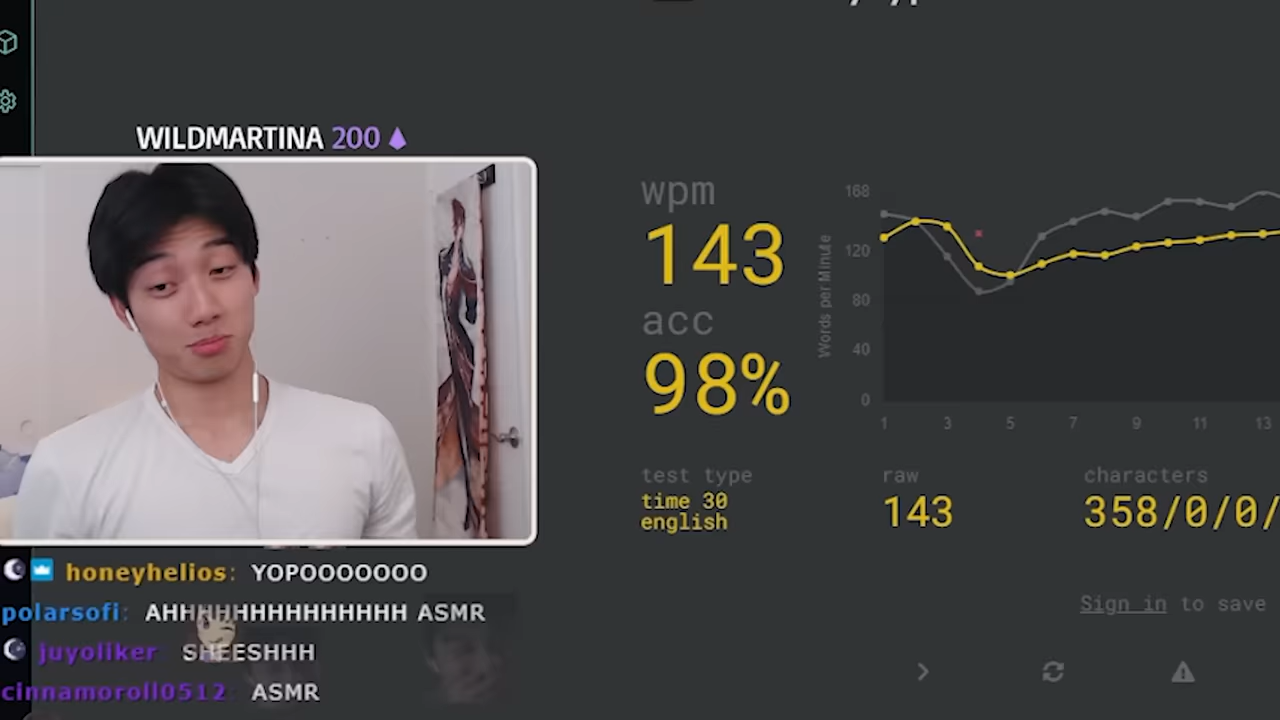 WILDMARTINA 200
wpm
143
acc
98%
Words per Minute
168
120
80
40
0
1 3 5 7 9 11 13
test type
time 30
english
raw
143
characters
358/0/0/
Sign in to save
honeyhelios: YOPOOOOOOO
polarsofi: AHHHHHHHHHHHHHHH ASMR
juyoliker: SHEESHHH
cinnamoroll0512: ASMR